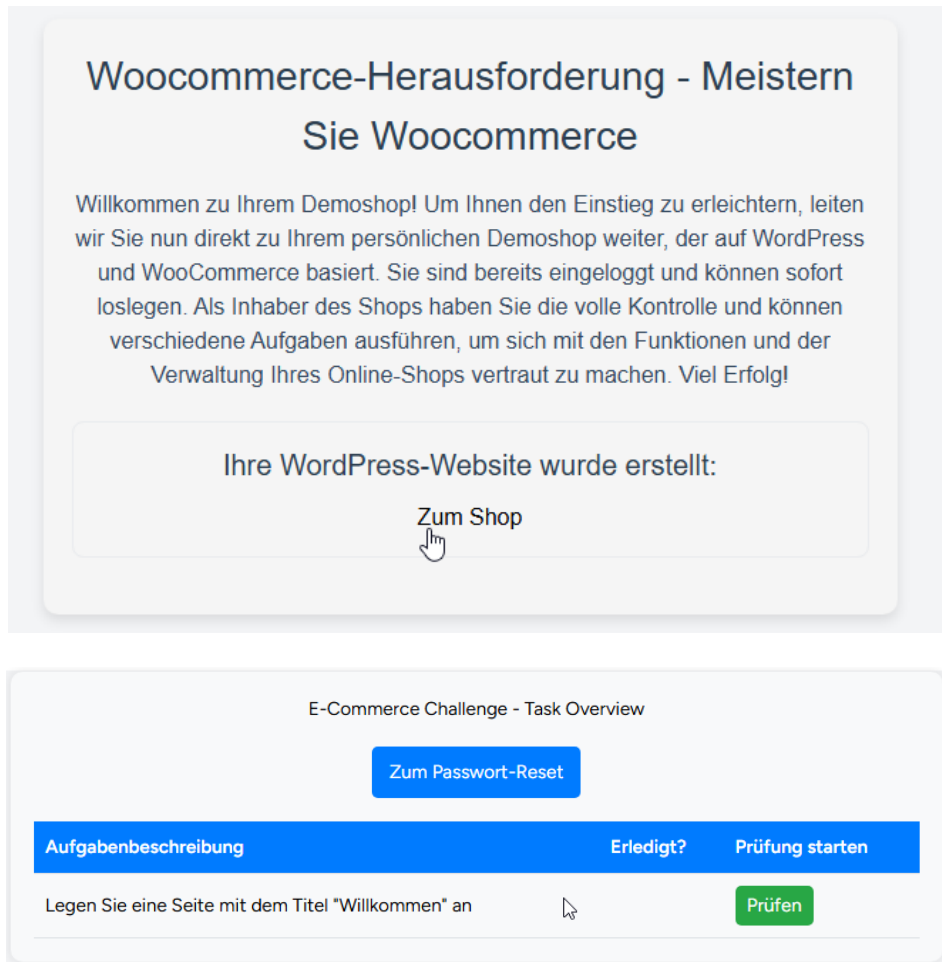 Woocommerce-Herausforderung - Meistern
Sie Woocommerce
Willkommen zu Ihrem Demoshop! Um Ihnen den Einstieg zu erleichtern, leiten
wir Sie nun direkt zu Ihrem persönlichen Demoshop weiter, der auf WordPress
und WooCommerce basiert. Sie sind bereits eingeloggt und können sofort
loslegen. Als Inhaber des Shops haben Sie die volle Kontrolle und können
verschiedene Aufgaben ausführen, um sich mit den Funktionen und der
Verwaltung Ihres Online-Shops vertraut zu machen. Viel Erfolg!
Ihre WordPress-Website wurde erstellt:
Zum Shop
E-Commerce Challenge - Task Overview
Zum Passwort-Reset
Aufgabenbeschreibung Erledigt? Prüfung starten
Legen Sie eine Seite mit dem Titel "Willkommen" an Prüfen